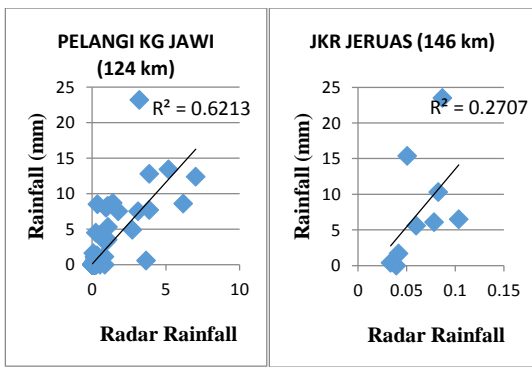 PELANGI KG JAWI
(124 km)
25
20
15
10
5
0
R² = 0.6213
Rainfall (mm)
0
5
10
Radar Rainfall
JKR JERUAS (146 km)
25
20
15
10
5
0
R² = 0.2707
Rainfall (mm)
0
0.05
0.1
0.15
Radar Rainfall